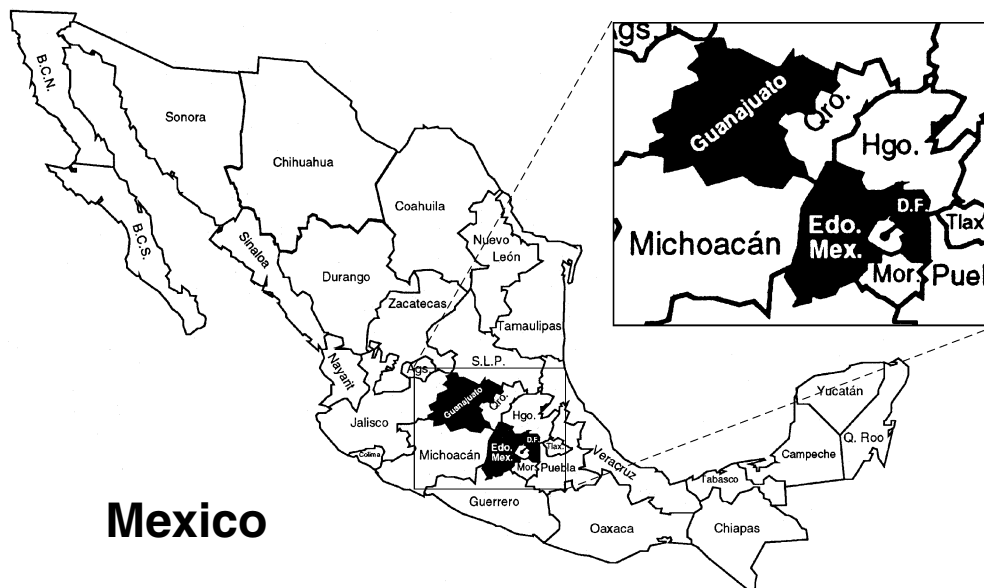 B.C.N.
Sonora
Chihuahua
Coahuila
B.C.S.
Sinaloa
Nuevo
León
Durango
Zacatecas
Tamaulipas
S.L.P.
Nayarit
Ags.
Guanajuato
Qro.
Jalisco
Hgo.
Michoacán
Edo.
Mex.
D.F.
Tlax.
Colima
Mor.
Puebla
Veracruz
Guerrero
Oaxaca
Tabasco
Chiapas
Campeche
Yucatán
Q. Roo
Mexico
Ags
Guanajuato
Qro.
Hgo.
D.F.
Edo.
Mex.
Tlax
Michoacán
Mor.
Puebl